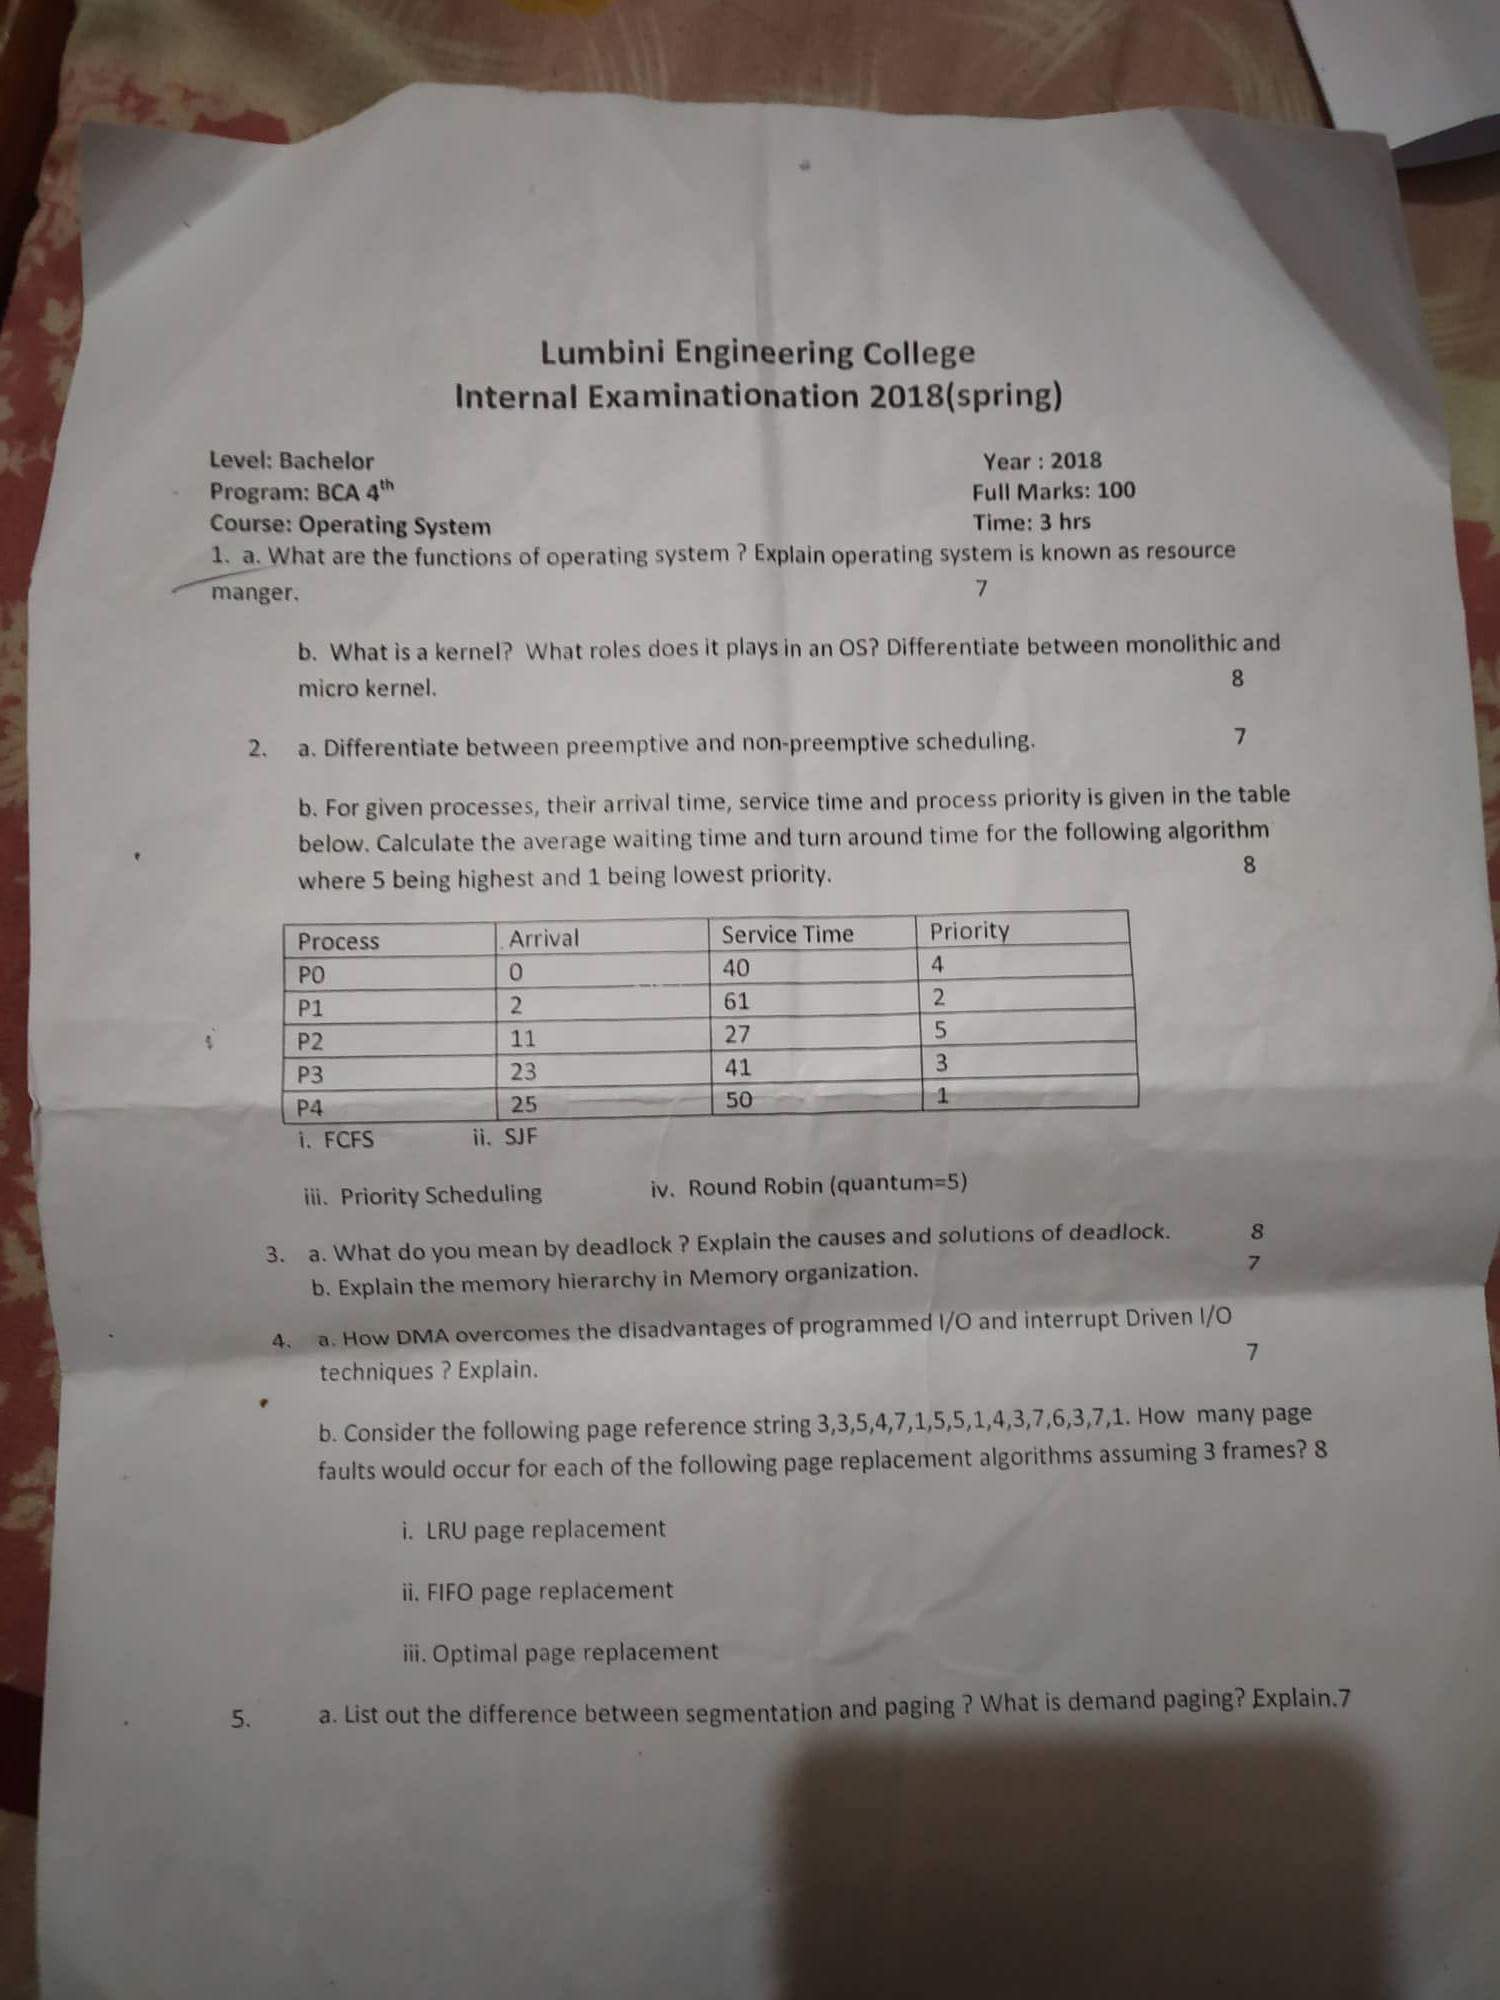 Lumbini Engineering College
Internal Examinationation 2018(spring)
Level: Bachelor Year : 2018
Program: BCA 4th Full Marks: 100
Course: Operating System Time: 3 hrs
1. a. What are the functions of operating system ? Explain operating system is known as resource
manger. 7
b. What is a kernel? What roles does it plays in an OS? Differentiate between monolithic and
micro kernel. 8
2. a. Differentiate between preemptive and non-preemptive scheduling. 7
b. For given processes, their arrival time, service time and process priority is given in the table
below. Calculate the average waiting time and turn around time for the following algorithm
where 5 being highest and 1 being lowest priority. 8
Process Arrival Service Time Priority
P0 0 40 4
P1 2 61 2
P2 11 27 5
P3 23 41 3
P4 25 50 1
i. FCFS ii. SJF
iii. Priority Scheduling iv. Round Robin (quantum=5)
3. a. What do you mean by deadlock ? Explain the causes and solutions of deadlock. 8
b. Explain the memory hierarchy in Memory organization. 7
4. a. How DMA overcomes the disadvantages of programmed I/O and interrupt Driven I/O
techniques ? Explain. 7
b. Consider the following page reference string 3,3,5,4,7,1,5,5,1,4,3,7,6,3,7,1. How many page
faults would occur for each of the following page replacement algorithms assuming 3 frames? 8
i. LRU page replacement
ii. FIFO page replacement
iii. Optimal page replacement
5. a. List out the difference between segmentation and paging ? What is demand paging? Explain.7